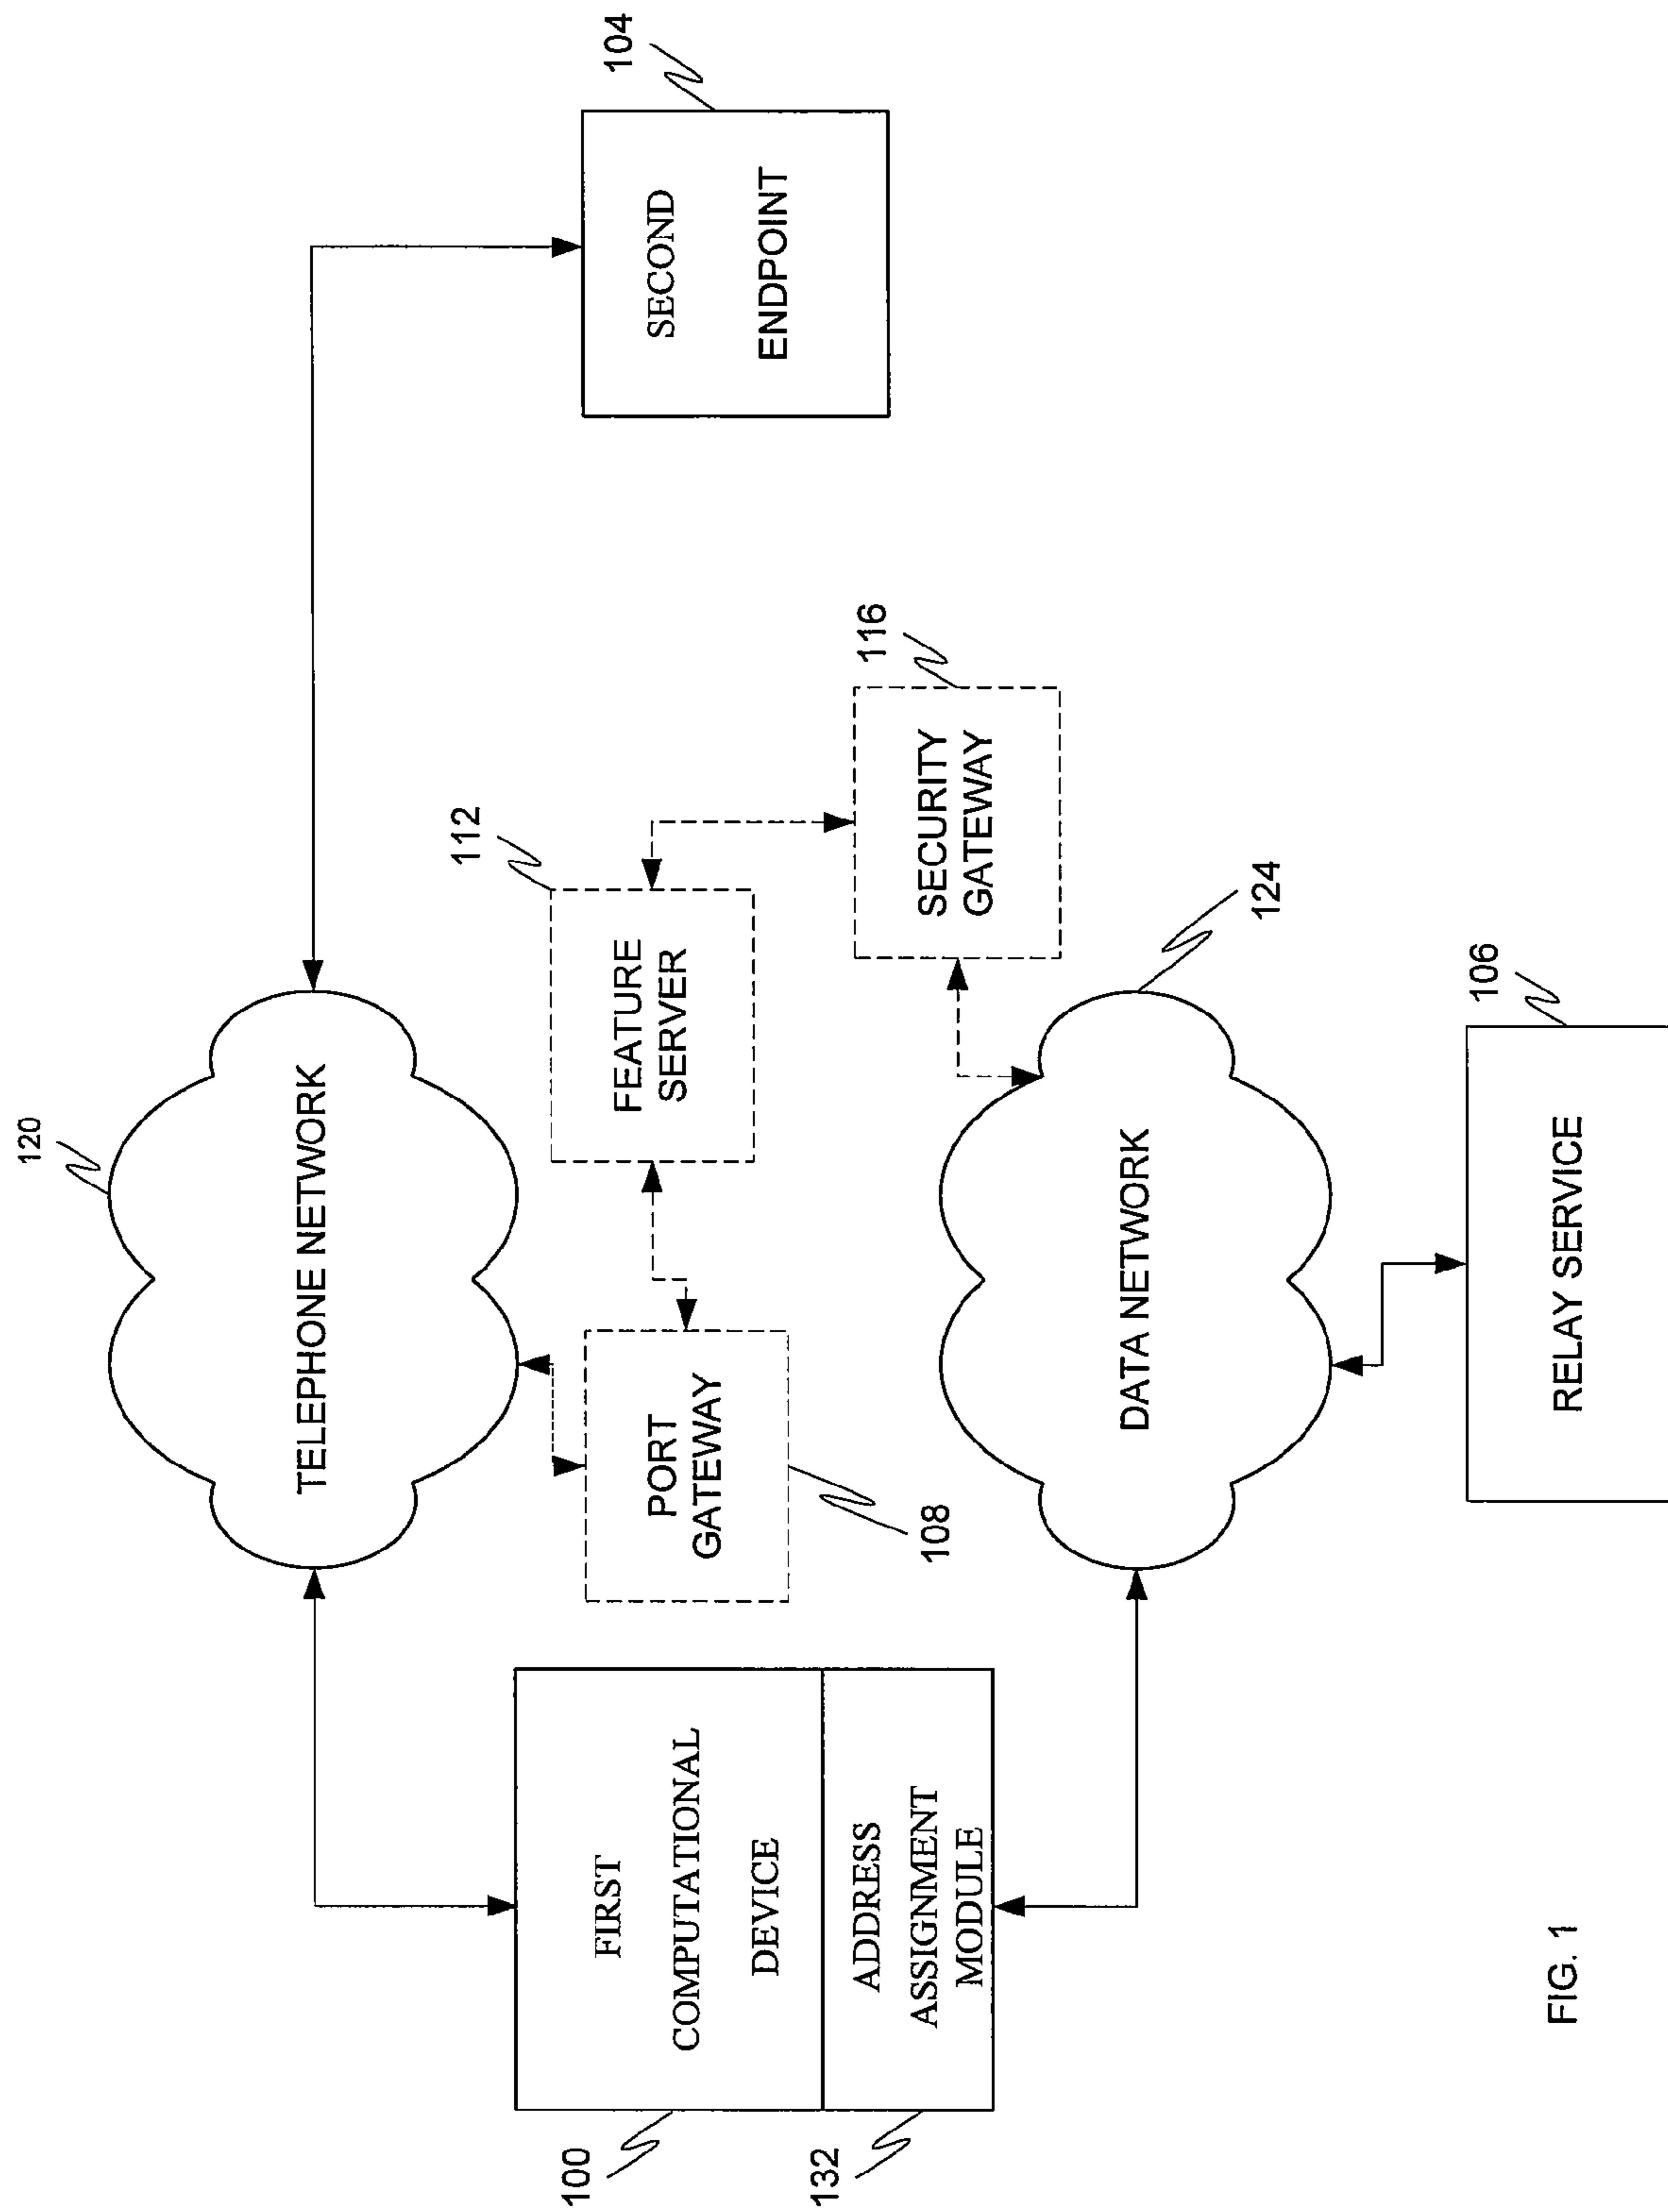 120
TELEPHONE NETWORK
104
SECOND
ENDPOINT
112
FEATURE
SERVER
116
SECURITY
GATEWAY
PORT
GATEWAY
108
100
FIRST
COMPUTATIONAL
DEVICE
132
ADDRESS
ASSIGNMENT
MODULE
124
DATA NETWORK
106
RELAY SERVICE
FIG. 1